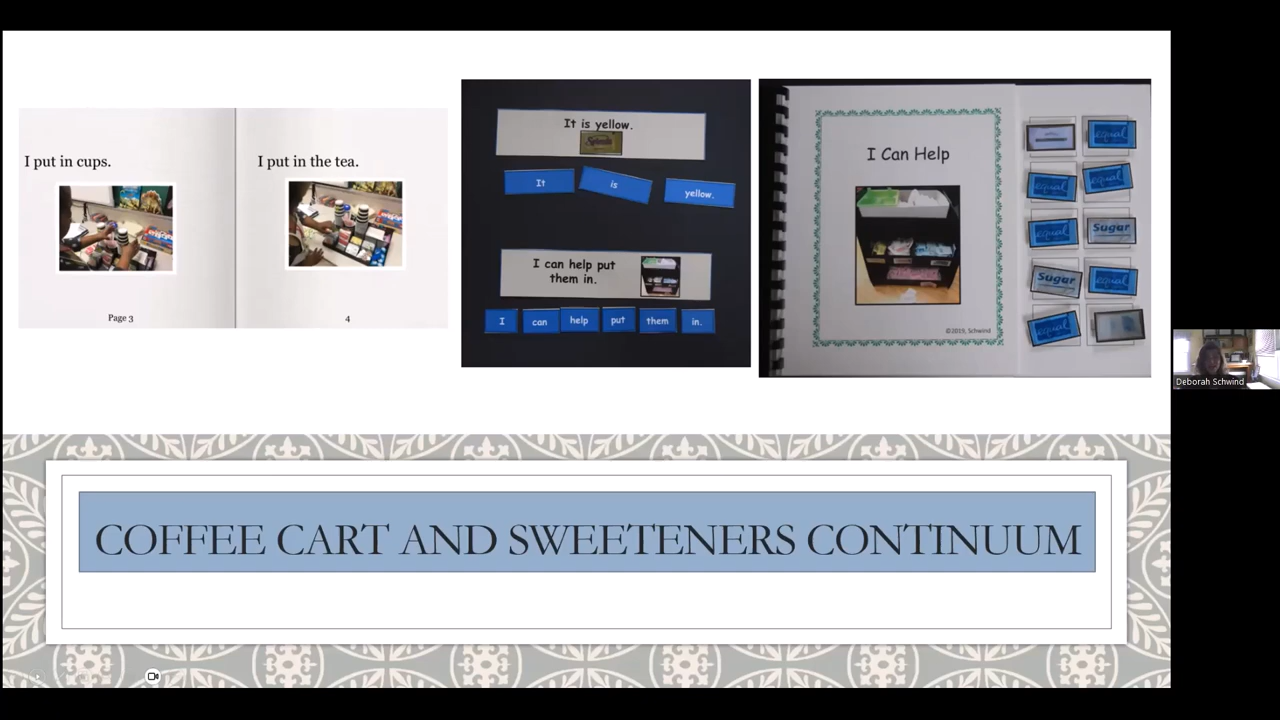 I put in cups.
I put in the tea.
Page 3
4
It is yellow.
Splenda
It
is
yellow.
I can help put
them in.
I
can
help
put
them
in.
I Can Help
©2019, Schwind
equal
equal
equal
equal
Sugar
Sugar
equal
equal
Deborah Schwind
COFFEE CART AND SWEETENERS CONTINUUM